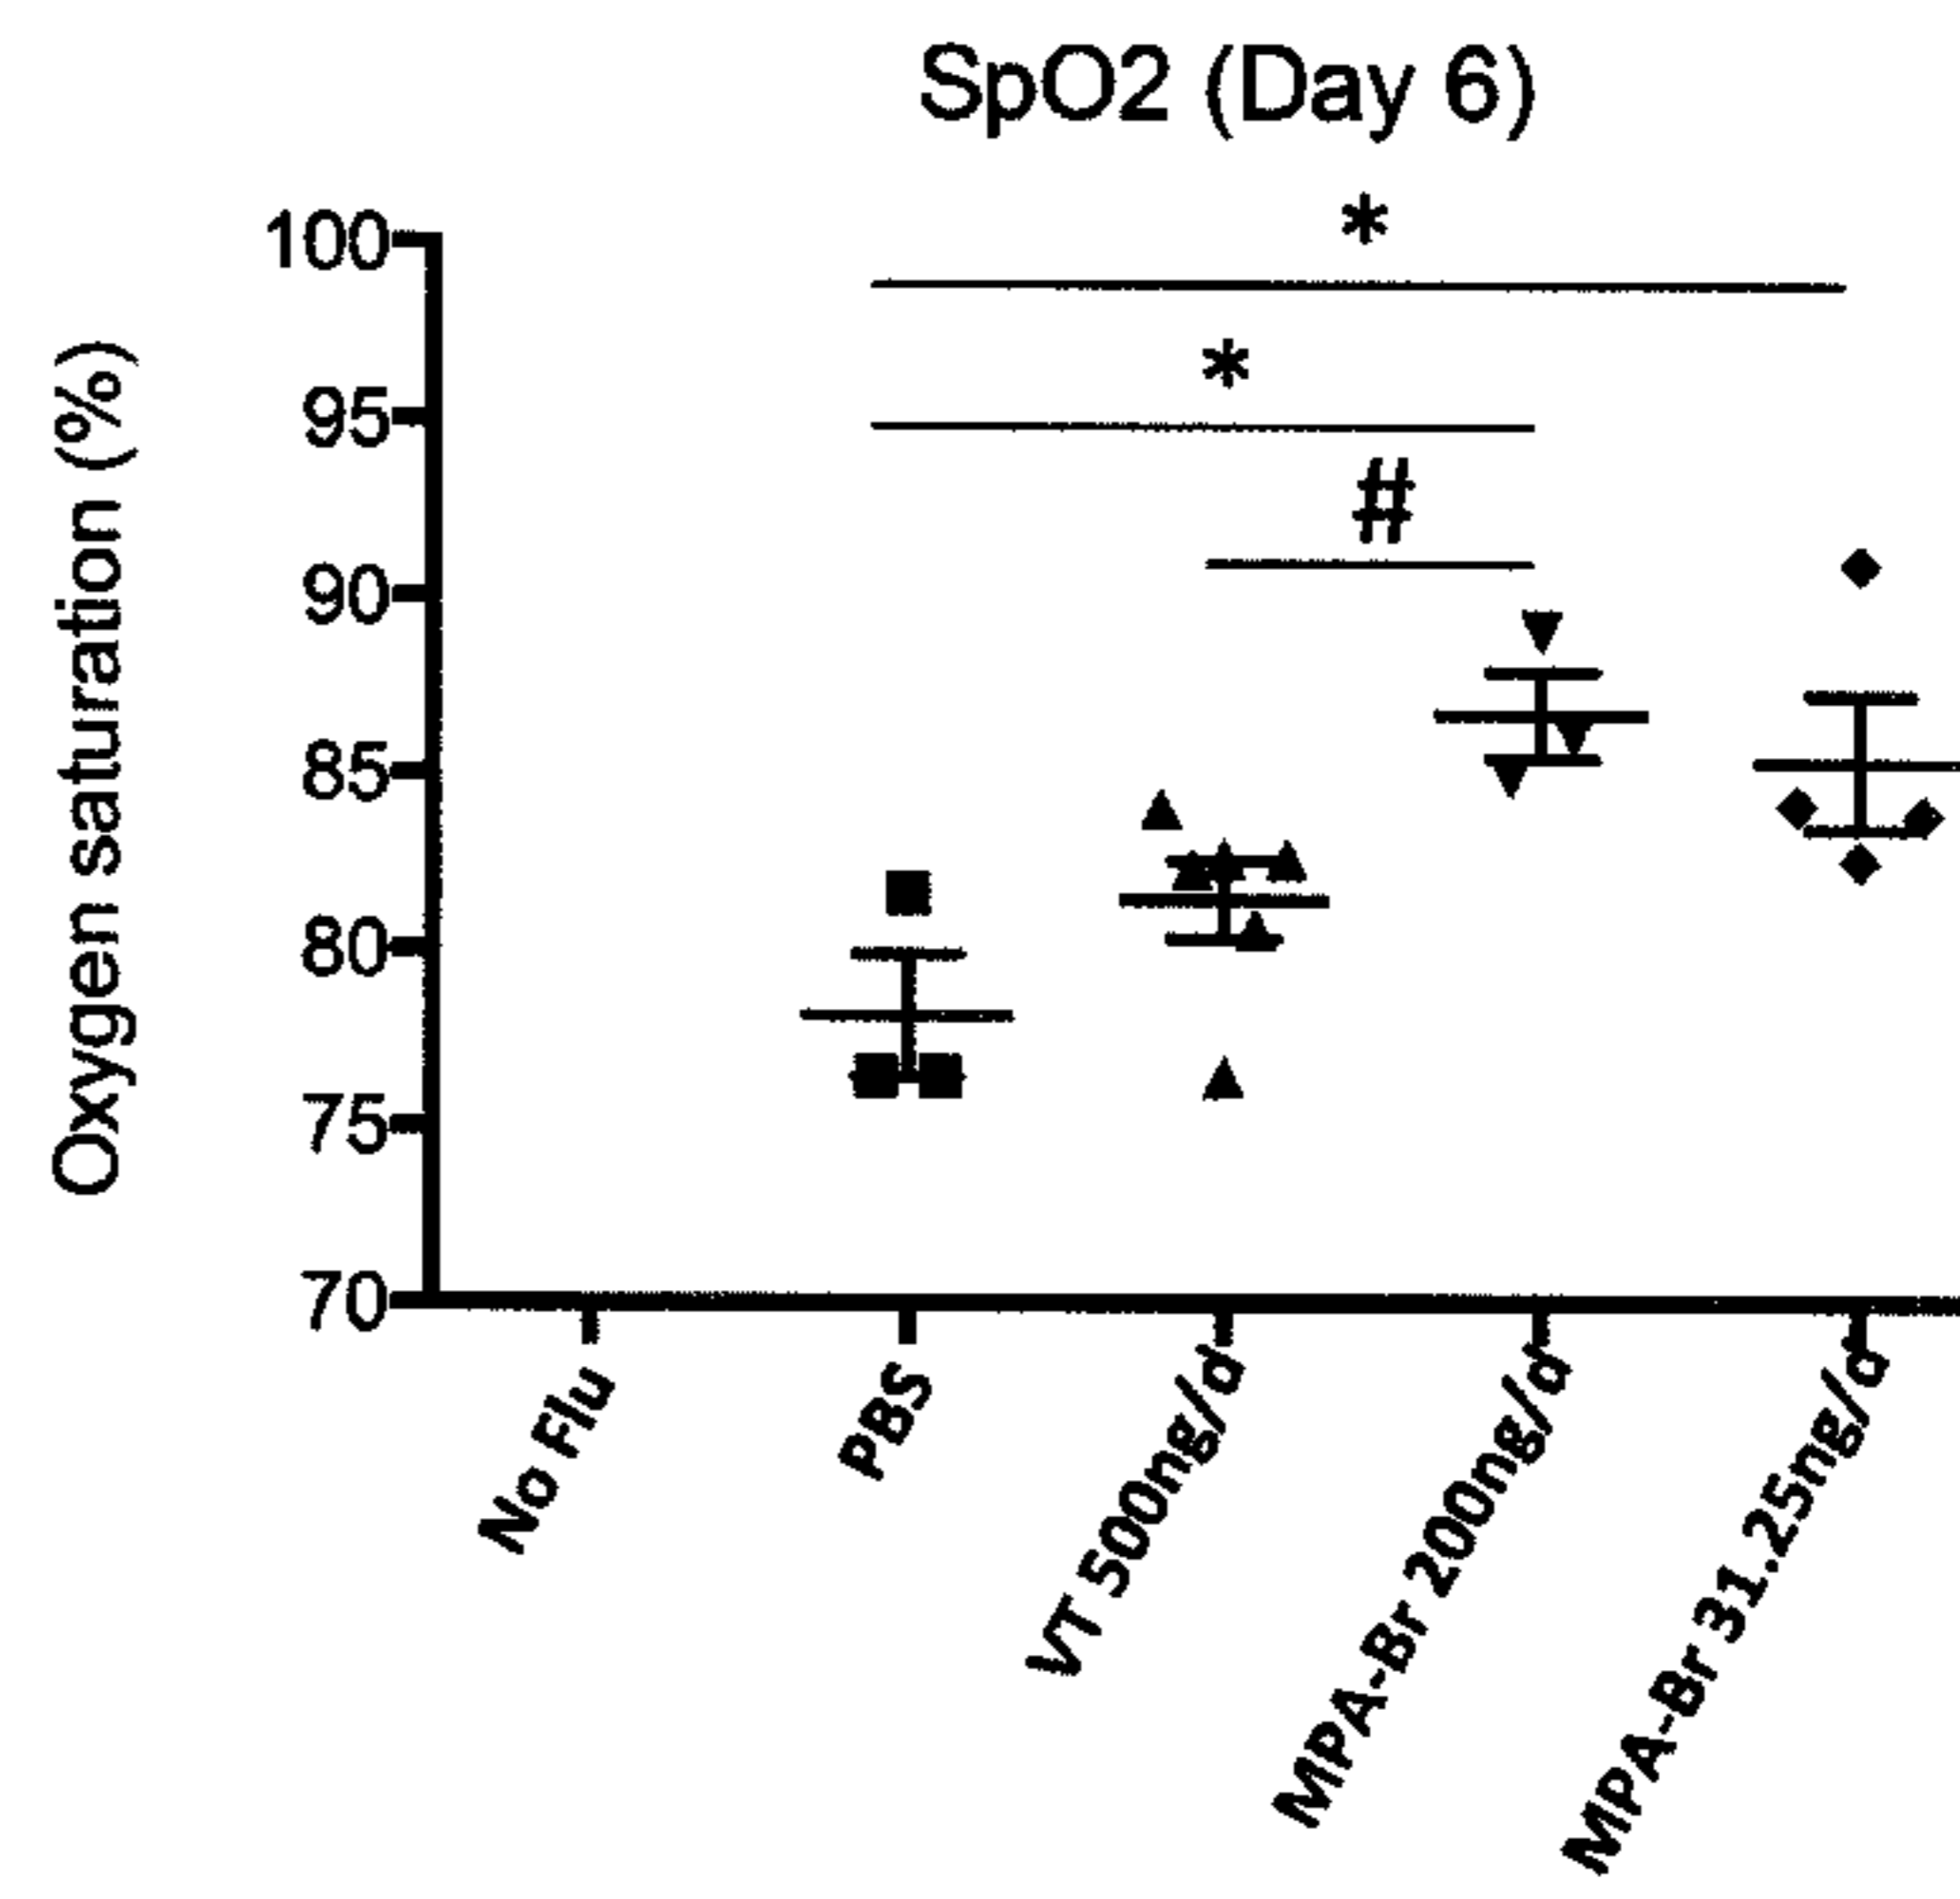 SpO2 (Day 6)
*
*
#
Oxygen saturation (%)
100
95
90
85
80
75
70
No Flu
PBS
VT 500ng/d
MPA-Br 200ng/d
MPA-Br 31.25ng/d